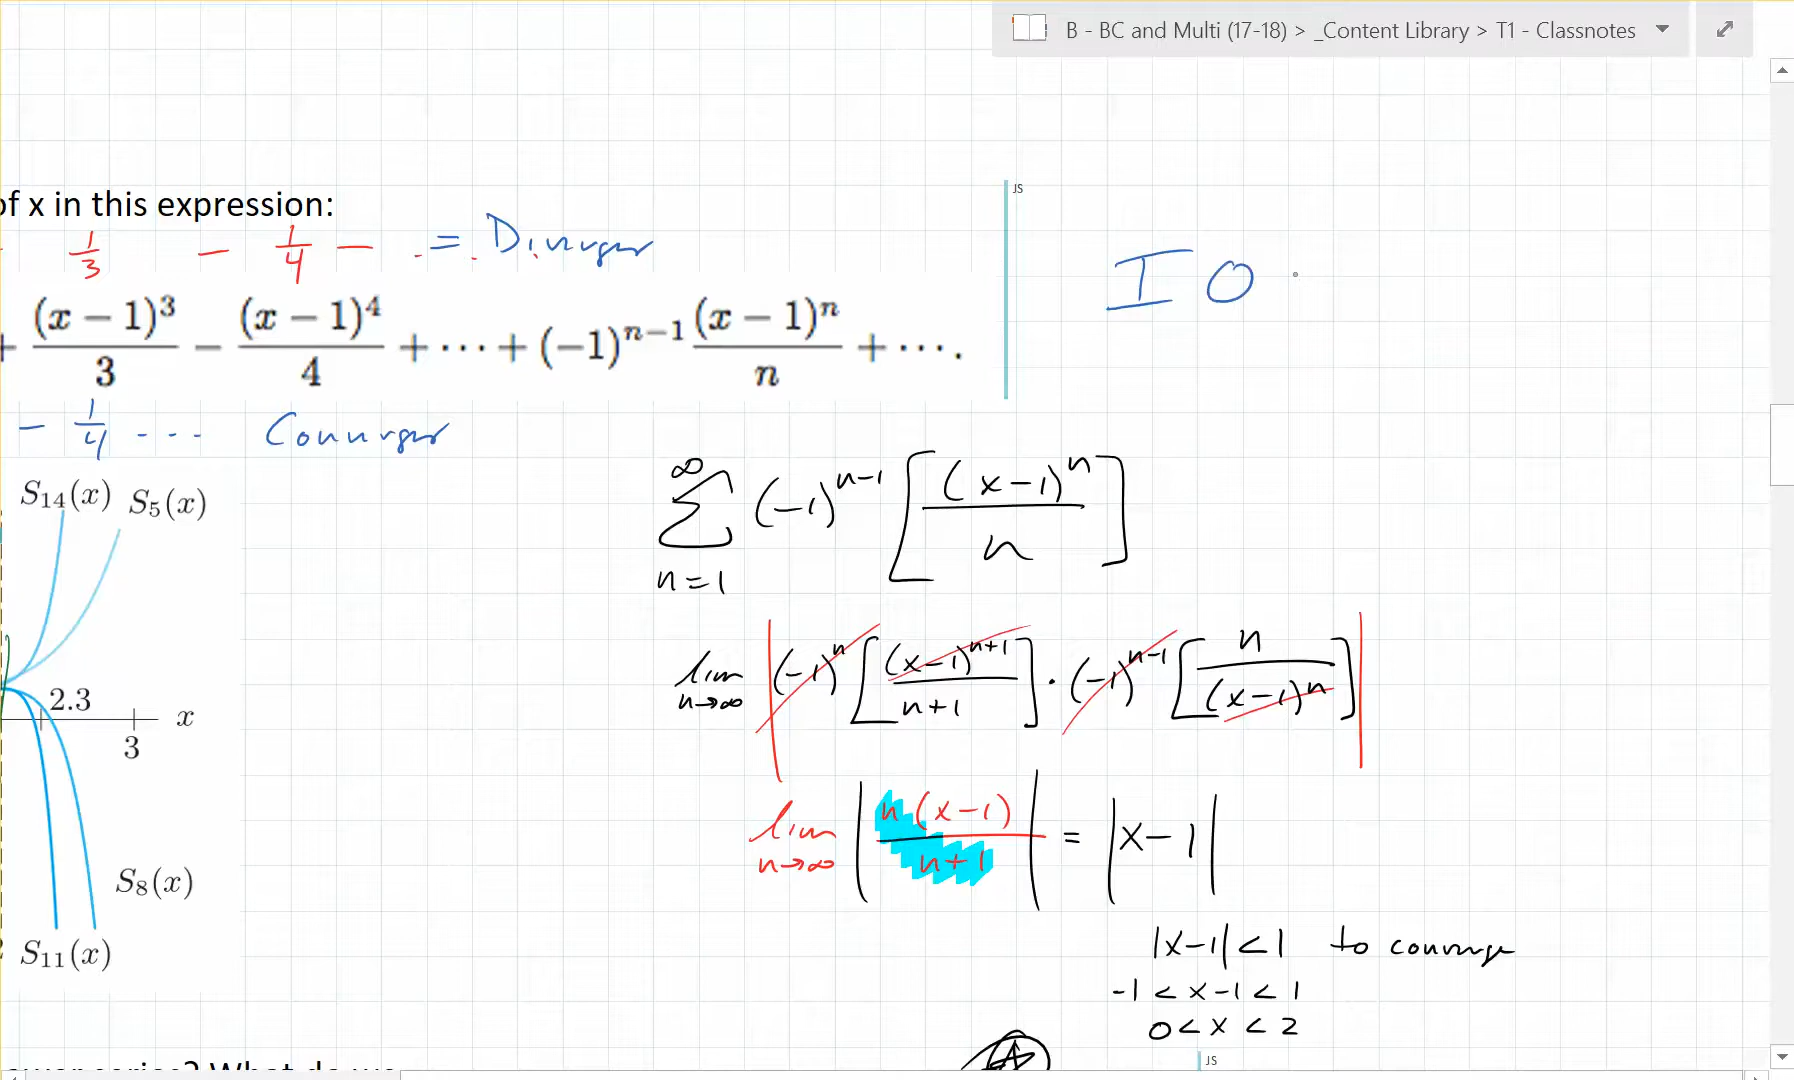 B - BC and Multi (17-18) > _Content Library > T1 - Classnotes
of x in this expression:
JS
1/3 - 1/4 - ... = Diverges
I O
+ (x − 1)³/3 − (x − 1)⁴/4 + ⋯ + (−1)ⁿ⁻¹ (x − 1)ⁿ/n + ⋯.
- 1/4 ... Converges
S₁₄(x) S₅(x)
∞ Σ n=1 (-1)ⁿ⁻¹ [(x-1)ⁿ / n]
lim n→∞ |(-1)ⁿ [(x-1)ⁿ⁺¹ / n+1] · (-1)ⁿ⁻¹ [n / (x-1)ⁿ]|
2.3
x
3
lim n→∞ |n(x-1) / n+1| = |x-1|
S₈(x)
S₁₁(x)
|x-1| < 1 to converge
-1 < x-1 < 1
0 < x < 2
JS